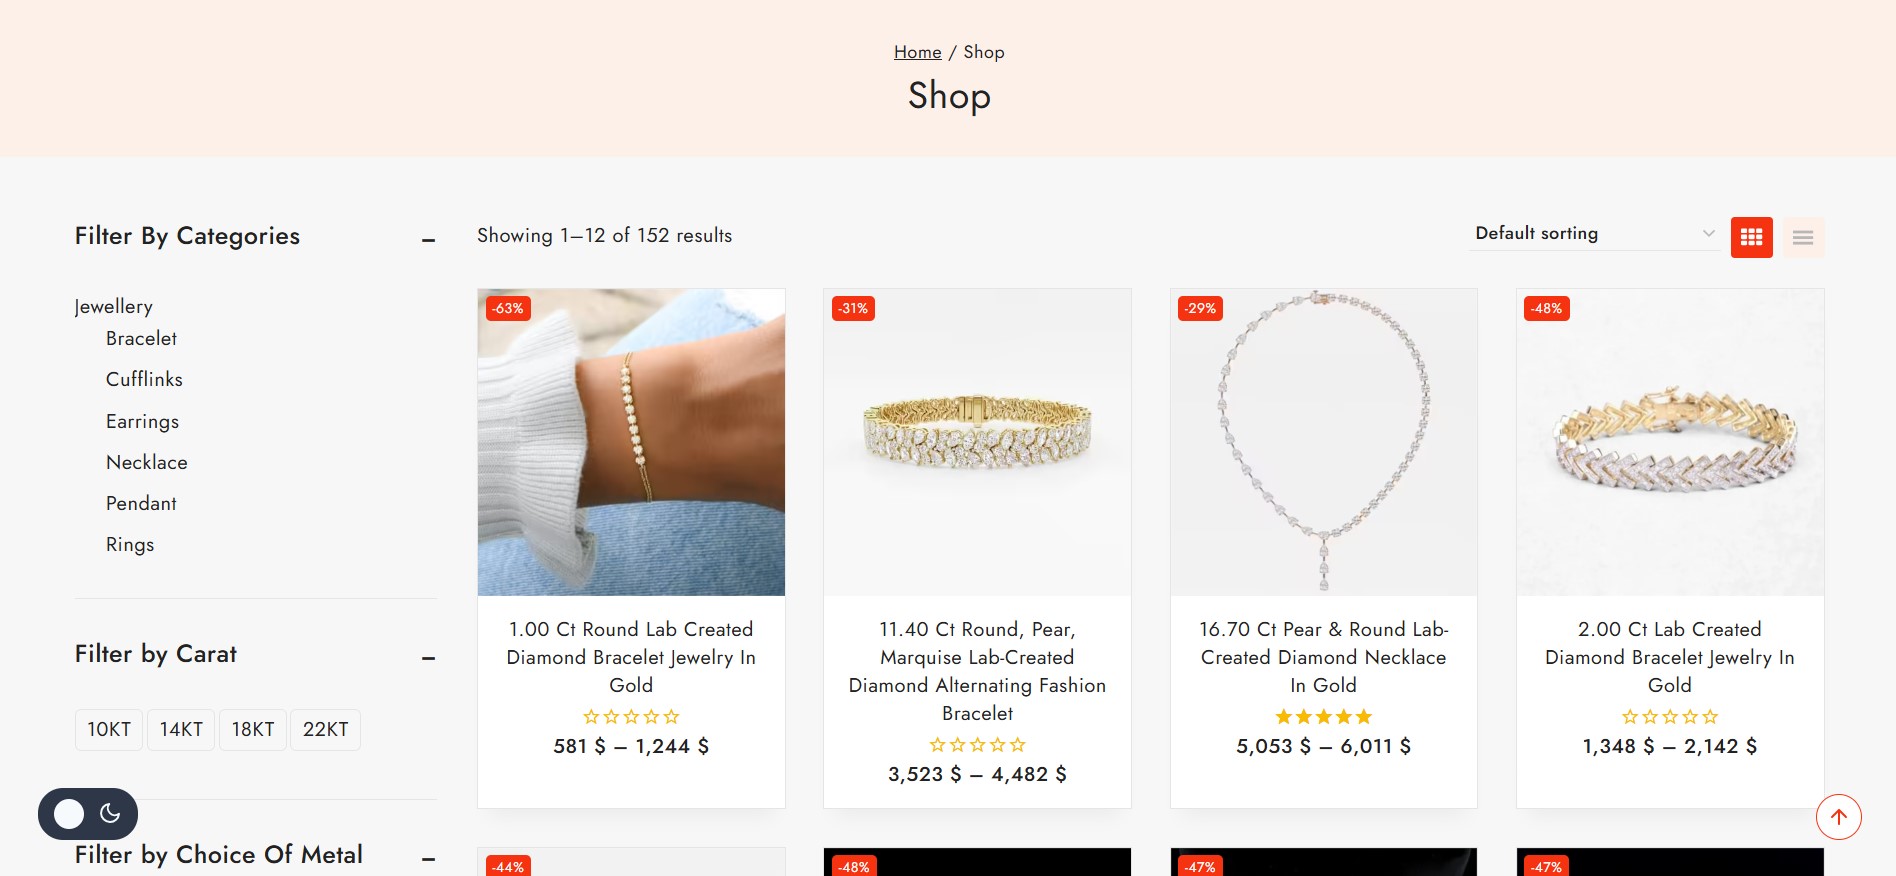 Home / Shop
Shop
Filter By Categories
Jewellery
Bracelet
Cufflinks
Earrings
Necklace
Pendant
Rings
Filter by Carat
10KT 14KT 18KT 22KT
Filter by Choice Of Metal
Showing 1–12 of 152 results
Default sorting
-63%
1.00 Ct Round Lab Created
Diamond Bracelet Jewelry In
Gold
581 $ – 1,244 $
-31%
11.40 Ct Round, Pear,
Marquise Lab-Created
Diamond Alternating Fashion
Bracelet
3,523 $ – 4,482 $
-29%
16.70 Ct Pear & Round Lab-
Created Diamond Necklace
In Gold
5,053 $ – 6,011 $
-48%
2.00 Ct Lab Created
Diamond Bracelet Jewelry In
Gold
1,348 $ – 2,142 $
-44%
-48%
-47%
-47%